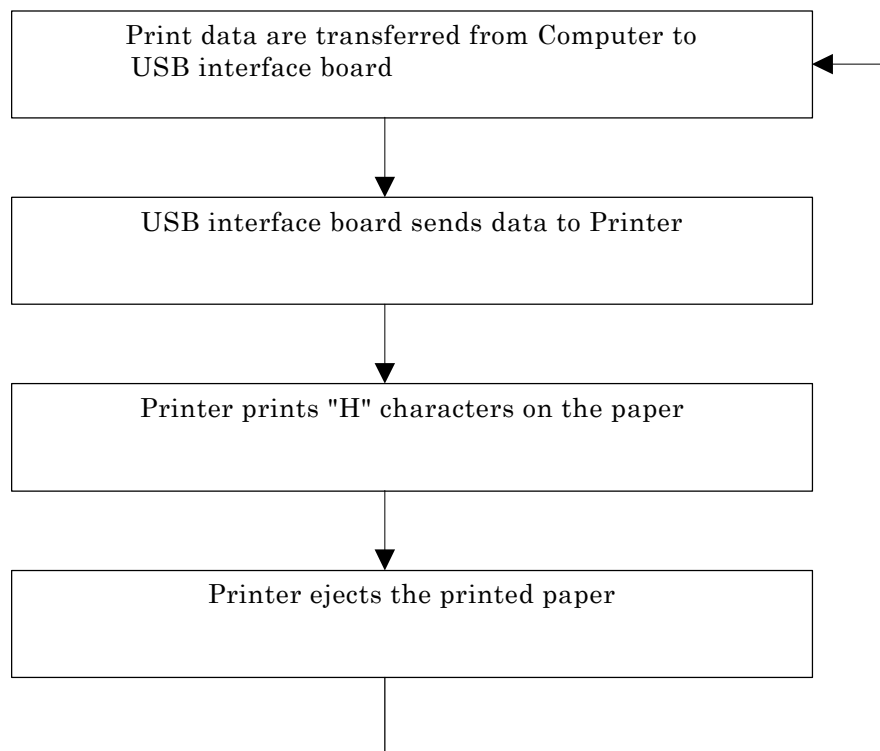 Print data are transferred from Computer to
USB interface board
USB interface board sends data to Printer
Printer prints "H" characters on the paper
Printer ejects the printed paper